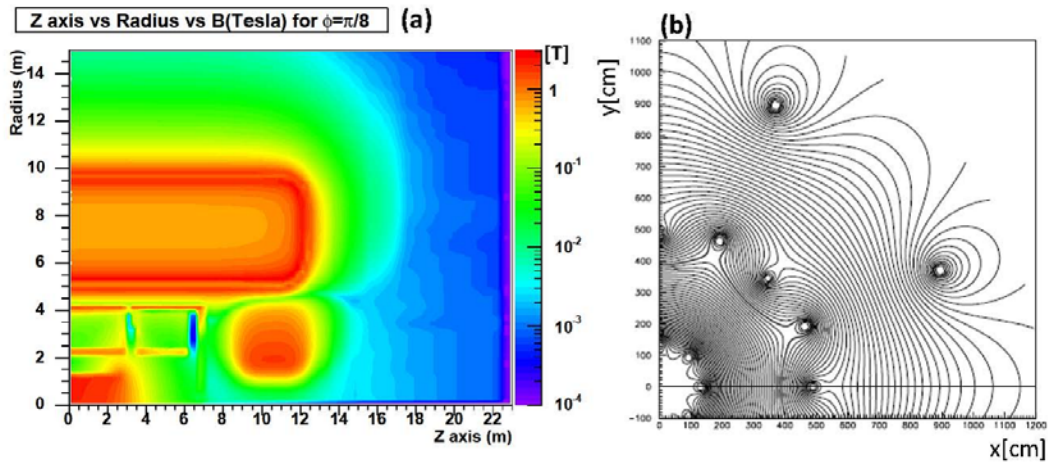 Z axis vs Radius vs B(Tesla) for ϕ=π/8
(a)
Radius (m)
14
12
10
8
6
4
2
0
0 2 4 6 8 10 12 14 16 18 20 22
Z axis (m)
[T]
1
10⁻¹
10⁻²
10⁻³
10⁻⁴
(b)
y[cm]
1100
1000
900
800
700
600
500
400
300
200
100
0
-100
0 100 200 300 400 500 600 700 800 900 1000 1100 1200
x[cm]